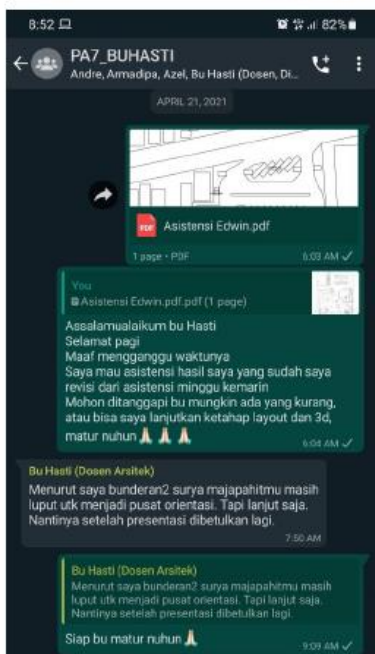 8:52
82%
PA7_BUHASTI
Andre, Armadipa, Azel, Bu Hasti (Dosen, Di...
APRIL 21, 2021
PDF
Asistensi Edwin.pdf
1 page • PDF
6:03 AM
You
Asistensi Edwin.pdf.pdf (1 page)
Assalamualaikum bu Hasti
Selamat pagi
Maaf mengganggu waktunya
Saya mau asistensi hasil saya yang sudah saya
revisi dari asistensi minggu kemarin
Mohon ditanggapi bu mungkin ada yang kurang,
atau bisa saya lanjutkan ketahap layout dan 3d,
matur nuhun 🙏🏻 🙏🏻 🙏🏻
6:04 AM
Bu Hasti (Dosen Arsitek)
Menurut saya bunderan2 surya majapahitmu masih
luput utk menjadi pusat orientasi. Tapi lanjut saja.
Nantinya setelah presentasi dibetulkan lagi.
7:50 AM
Bu Hasti (Dosen Arsitek)
Menurut saya bunderan2 surya majapahitmu masih
luput utk menjadi pusat orientasi. Tapi lanjut saja.
Nantinya setelah presentasi dibetulkan lagi.
Siap bu matur nuhun 🙏🏻
9:09 AM